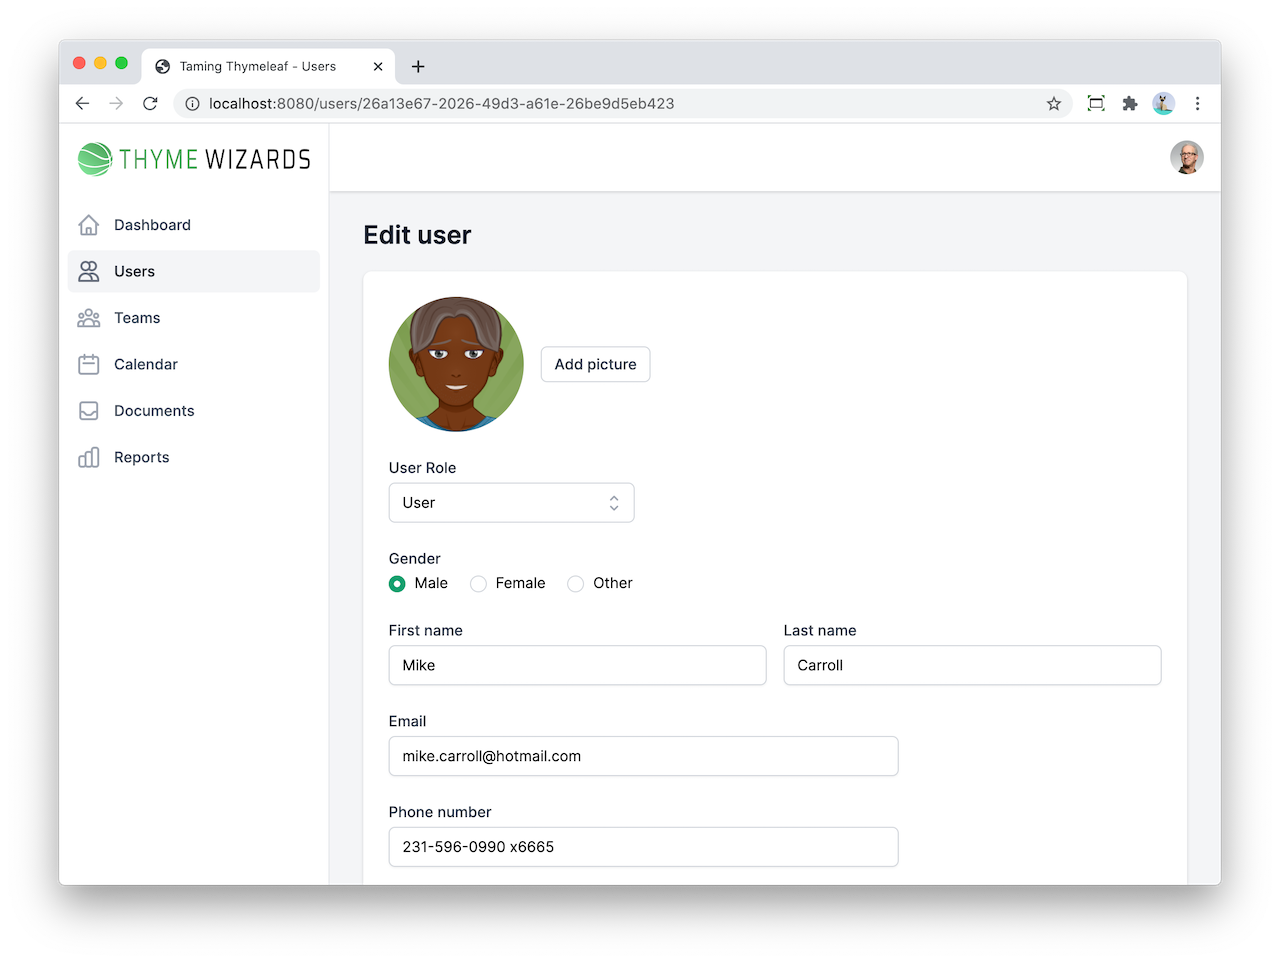 Taming Thymeleaf - Users
localhost:8080/users/26a13e67-2026-49d3-a61e-26be9d5eb423
THYME WIZARDS
Dashboard
Users
Teams
Calendar
Documents
Reports
Edit user
Add picture
User Role
User
Gender
Male Female Other
First name Last name
Mike Carroll
Email
mike.carroll@hotmail.com
Phone number
231-596-0990 x6665